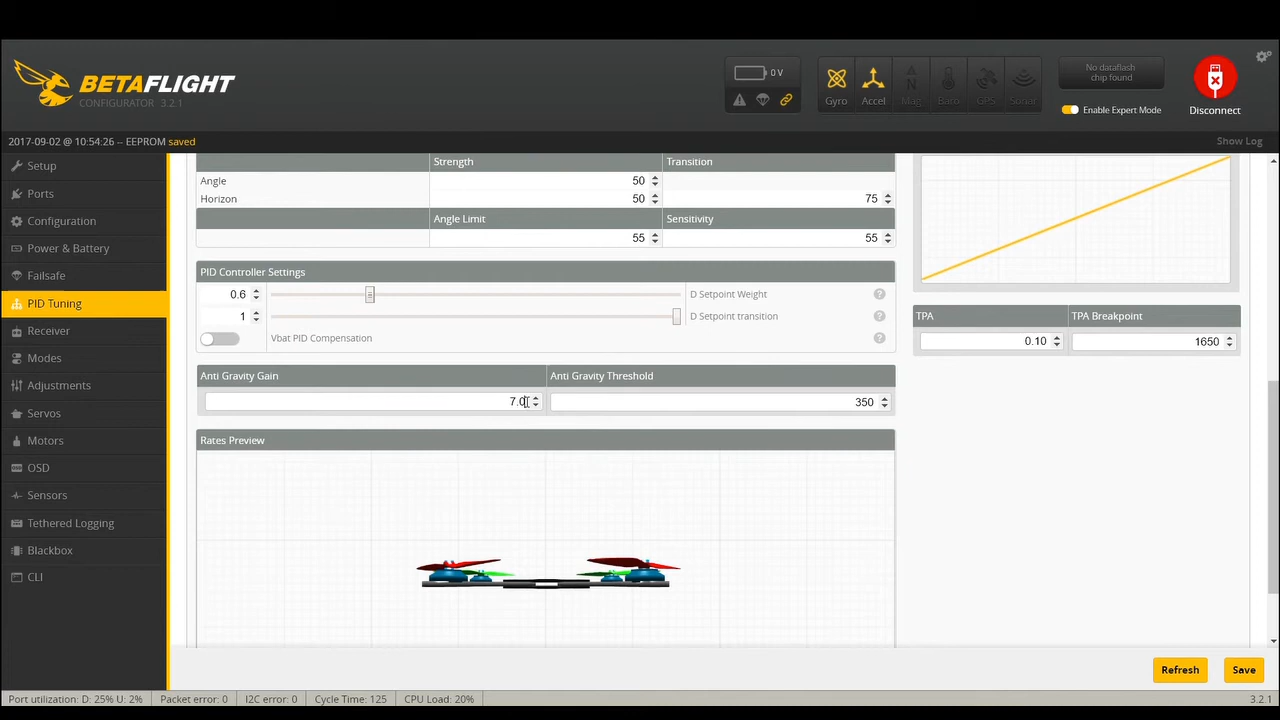 BETAFLIGHT
CONFIGURATOR 3.2.1
0 V
Gyro
Accel
Mag
Baro
GPS
Sonar
No dataflash
chip found
Enable Expert Mode
Disconnect
2017-09-02 @ 10:54:26 -- EEPROM saved
Show Log
Setup
Ports
Configuration
Power & Battery
Failsafe
PID Tuning
Receiver
Modes
Adjustments
Servos
Motors
OSD
Sensors
Tethered Logging
Blackbox
CLI
Strength Transition
Angle 50
Horizon 50 75
Angle Limit Sensitivity
55 55
PID Controller Settings
0.6 D Setpoint Weight ?
1 D Setpoint transition ?
Vbat PID Compensation ?
Anti Gravity Gain Anti Gravity Threshold
7.0 350
Rates Preview
TPA TPA Breakpoint
0.10 1650
Refresh Save
Port utilization: D: 25% U: 2% Packet error: 0 I2C error: 0 Cycle Time: 125 CPU Load: 20% 3.2.1